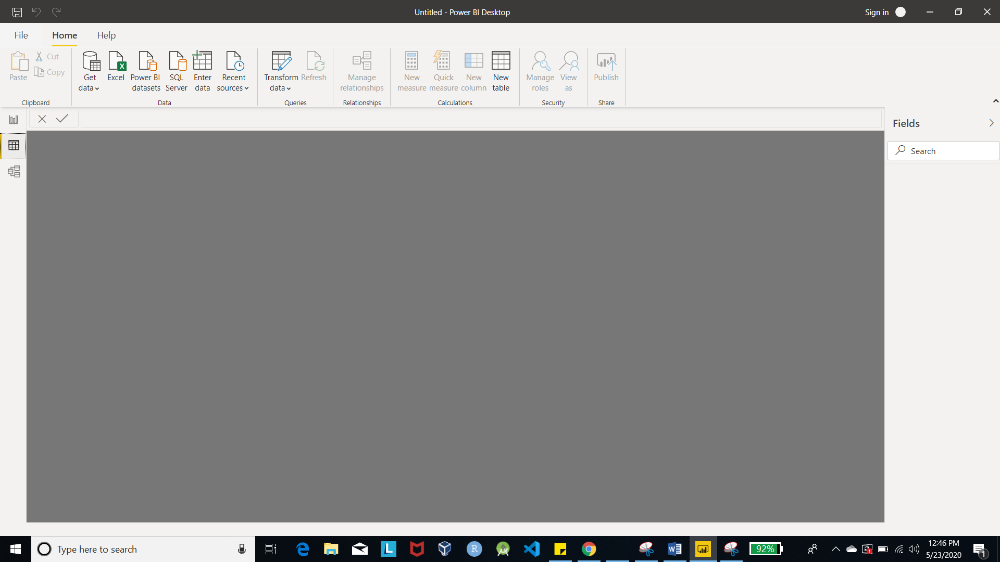 Untitled - Power BI Desktop
Sign in
File Home Help
Paste
Cut
Copy
Clipboard
Get data
Excel
Power BI datasets
SQL Server
Enter data
Recent sources
Data
Transform data
Refresh
Queries
Manage relationships
Relationships
New measure
Quick measure
New column
New table
Calculations
Manage roles
View as
Security
Publish
Share
Fields
Search
Type here to search
L
R
92%
12:46 PM
5/23/2020
1